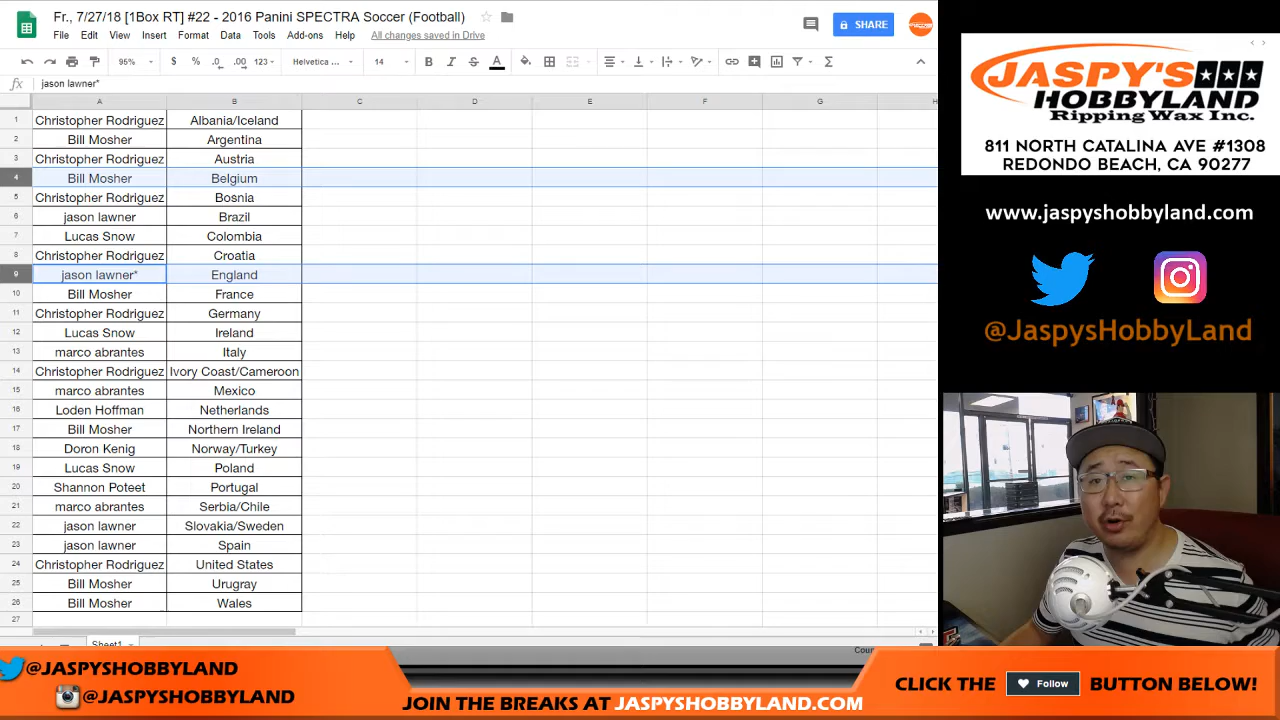 Fr., 7/27/18 [1Box RT] #22 - 2016 Panini SPECTRA Soccer (Football)
File Edit View Insert Format Data Tools Add-ons Help All changes saved in Drive
SHARE
95% $ % .0 .00 123 Helvetica ... 14 B I S A
fx jason lawner*
A B C D E F G H
1 Christopher Rodriguez Albania/Iceland
2 Bill Mosher Argentina
3 Christopher Rodriguez Austria
4 Bill Mosher Belgium
5 Christopher Rodriguez Bosnia
6 jason lawner Brazil
7 Lucas Snow Colombia
8 Christopher Rodriguez Croatia
9 jason lawner* England
10 Bill Mosher France
11 Christopher Rodriguez Germany
12 Lucas Snow Ireland
13 marco abrantes Italy
14 Christopher Rodriguez Ivory Coast/Cameroon
15 marco abrantes Mexico
16 Loden Hoffman Netherlands
17 Bill Mosher Northern Ireland
18 Doron Kenig Norway/Turkey
19 Lucas Snow Poland
20 Shannon Poteet Portugal
21 marco abrantes Serbia/Chile
22 jason lawner Slovakia/Sweden
23 jason lawner Spain
24 Christopher Rodriguez United States
25 Bill Mosher Urugray
26 Bill Mosher Wales
27
Sheet1
JASPY'S
HOBBYLAND
Ripping Wax Inc.
811 NORTH CATALINA AVE #1308
REDONDO BEACH, CA 90277
www.jaspyshobbyland.com
@JaspysHobbyLand
@JASPYSHOBBYLAND
@JASPYSHOBBYLAND
JOIN THE BREAKS AT JASPYSHOBBYLAND.COM
CLICK THE Follow BUTTON BELOW!